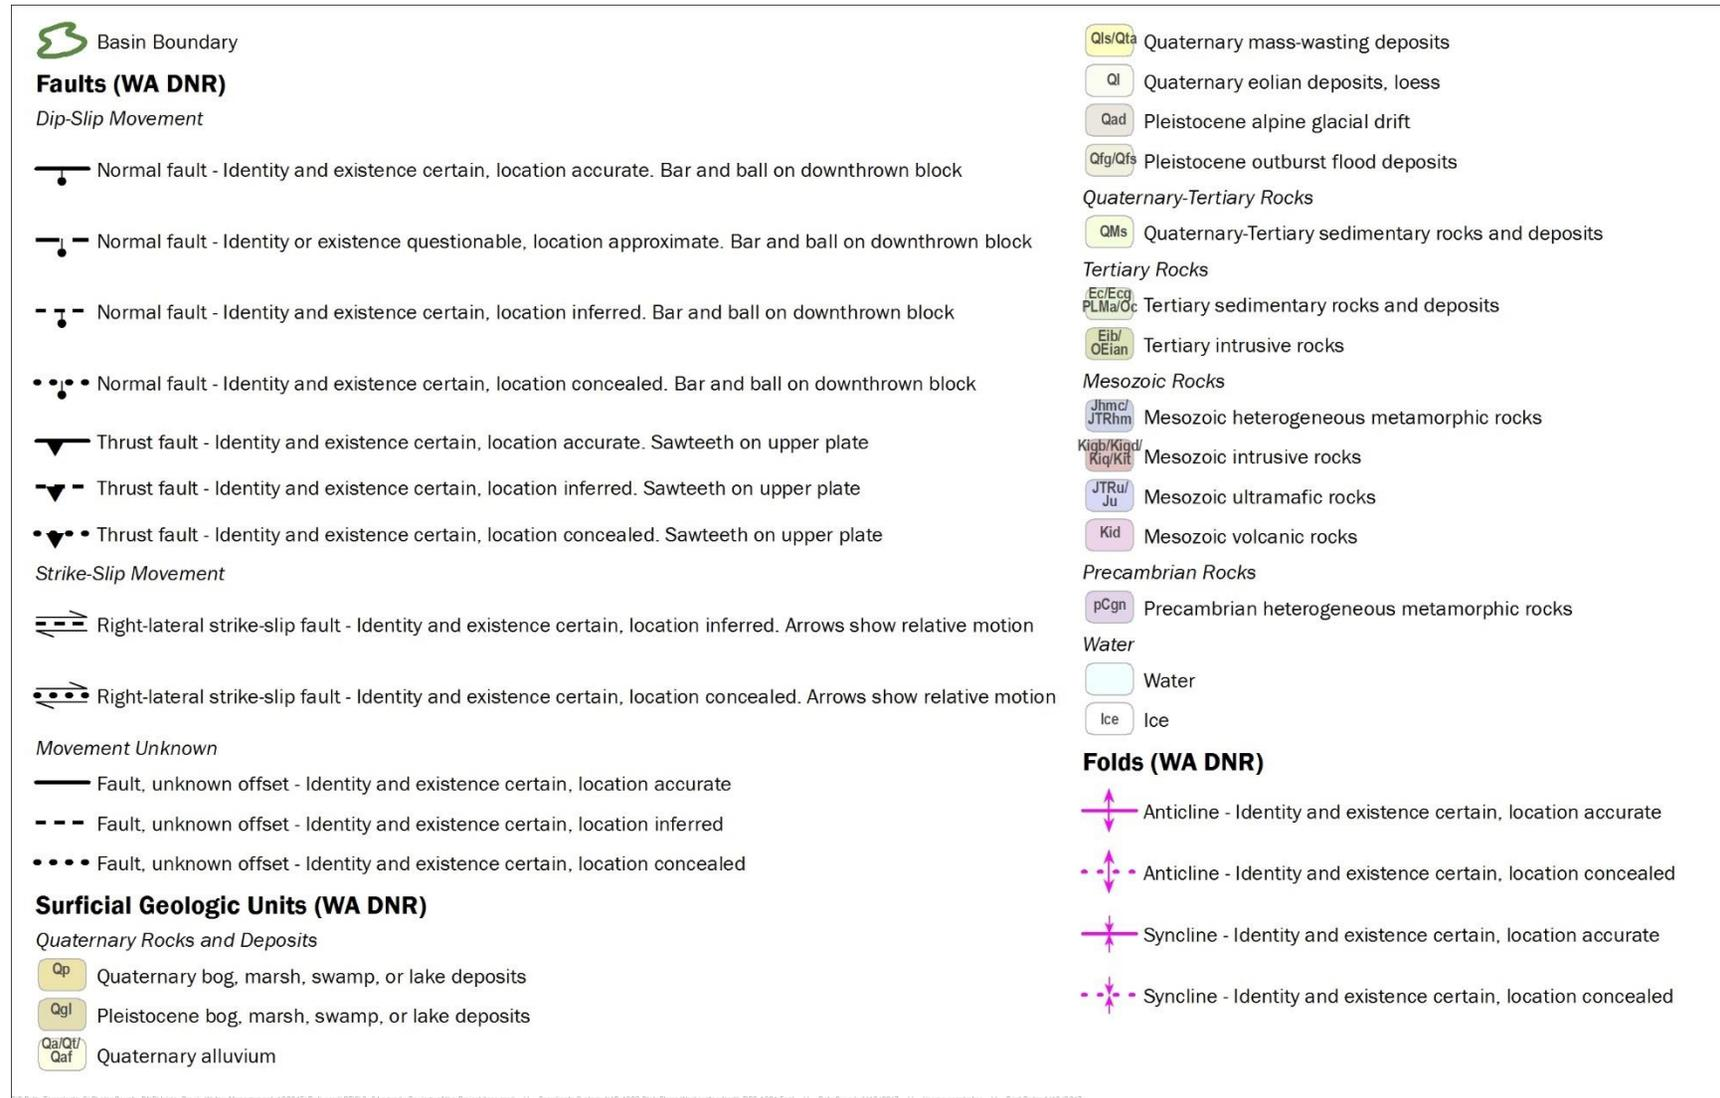 Basin Boundary
Faults (WA DNR)
Dip-Slip Movement
Normal fault - Identity and existence certain, location accurate. Bar and ball on downthrown block
Normal fault - Identity or existence questionable, location approximate. Bar and ball on downthrown block
Normal fault - Identity and existence certain, location inferred. Bar and ball on downthrown block
Normal fault - Identity and existence certain, location concealed. Bar and ball on downthrown block
Thrust fault - Identity and existence certain, location accurate. Sawteeth on upper plate
Thrust fault - Identity and existence certain, location inferred. Sawteeth on upper plate
Thrust fault - Identity and existence certain, location concealed. Sawteeth on upper plate
Strike-Slip Movement
Right-lateral strike-slip fault - Identity and existence certain, location inferred. Arrows show relative motion
Right-lateral strike-slip fault - Identity and existence certain, location concealed. Arrows show relative motion
Movement Unknown
Fault, unknown offset - Identity and existence certain, location accurate
Fault, unknown offset - Identity and existence certain, location inferred
Fault, unknown offset - Identity and existence certain, location concealed
Surficial Geologic Units (WA DNR)
Quaternary Rocks and Deposits
Qp Quaternary bog, marsh, swamp, or lake deposits
Qgl Pleistocene bog, marsh, swamp, or lake deposits
Qa/Qt/
Qaf Quaternary alluvium
Qls/Qta Quaternary mass-wasting deposits
Ql Quaternary eolian deposits, loess
Qad Pleistocene alpine glacial drift
Qfg/Qfs Pleistocene outburst flood deposits
Quaternary-Tertiary Rocks
QMs Quaternary-Tertiary sedimentary rocks and deposits
Tertiary Rocks
Ec/Ecg
PLMa/Oc Tertiary sedimentary rocks and deposits
Eib/
OEian Tertiary intrusive rocks
Mesozoic Rocks
Jhmc/
JTRhm Mesozoic heterogeneous metamorphic rocks
Kigb/Kigd/
Kiq/Kit Mesozoic intrusive rocks
JTRu/
Ju Mesozoic ultramafic rocks
Kid Mesozoic volcanic rocks
Precambrian Rocks
pCgn Precambrian heterogeneous metamorphic rocks
Water
Water
Ice Ice
Folds (WA DNR)
Anticline - Identity and existence certain, location accurate
Anticline - Identity and existence certain, location concealed
Syncline - Identity and existence certain, location accurate
Syncline - Identity and existence certain, location concealed